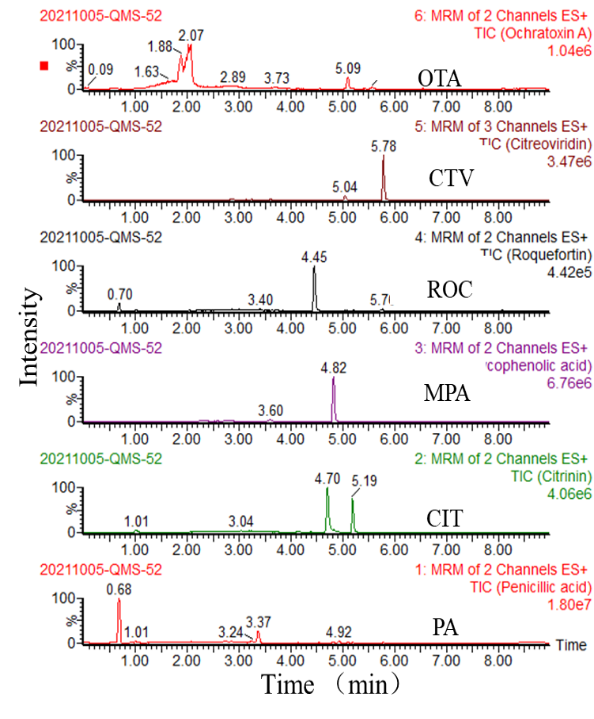 20211005-QMS-52
6: MRM of 2 Channels ES+
TIC (Ochratoxin A)
1.04e6
100
%
0
0.09
1.63
1.88
2.07
2.89
3.73
5.09
OTA
1.00 2.00 3.00 4.00 5.00 6.00 7.00 8.00
20211005-QMS-52
5: MRM of 3 Channels ES+
TIC (Citreoviridin)
3.47e6
100
%
0
5.04
5.78
CTV
1.00 2.00 3.00 4.00 5.00 6.00 7.00 8.00
20211005-QMS-52
4: MRM of 2 Channels ES+
TIC (Roquefortin)
4.42e5
100
%
0
0.70
3.40
4.45
5.7
ROC
1.00 2.00 3.00 4.00 5.00 6.00 7.00 8.00
20211005-QMS-52
3: MRM of 2 Channels ES+
cophenolic acid)
6.76e6
100
%
0
3.60
4.82
MPA
1.00 2.00 3.00 4.00 5.00 6.00 7.00 8.00
20211005-QMS-52
2: MRM of 2 Channels ES+
TIC (Citrinin)
4.06e6
100
%
0
1.01
3.04
4.70
5.19
CIT
1.00 2.00 3.00 4.00 5.00 6.00 7.00 8.00
20211005-QMS-52
1: MRM of 2 Channels ES+
TIC (Penicillic acid)
1.80e7
100
%
0
0.68
1.01
3.24
3.37
4.92
PA
Time
1.00 2.00 3.00 4.00 5.00 6.00 7.00 8.00
Intensity
Time （min）